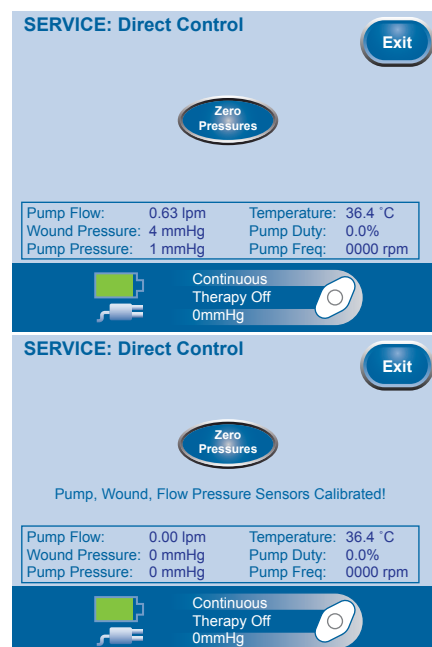 SERVICE: Direct Control
Exit
Zero
Pressures
Pump Flow: 0.63 lpm Temperature: 36.4 ˚C
Wound Pressure: 4 mmHg Pump Duty: 0.0%
Pump Pressure: 1 mmHg Pump Freq: 0000 rpm
Continuous
Therapy Off
0mmHg
SERVICE: Direct Control
Exit
Zero
Pressures
Pump, Wound, Flow Pressure Sensors Calibrated!
Pump Flow: 0.00 lpm Temperature: 36.4 ˚C
Wound Pressure: 0 mmHg Pump Duty: 0.0%
Pump Pressure: 0 mmHg Pump Freq: 0000 rpm
Continuous
Therapy Off
0mmHg